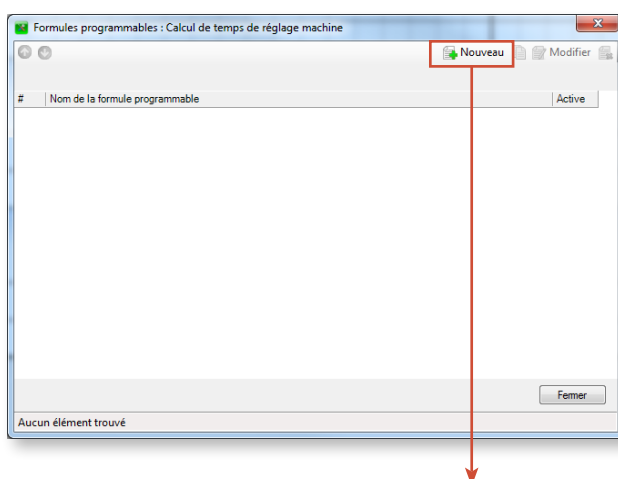 Formules programmables : Calcul de temps de réglage machine
Nouveau Modifier
# Nom de la formule programmable Active
Fermer
Aucun élément trouvé